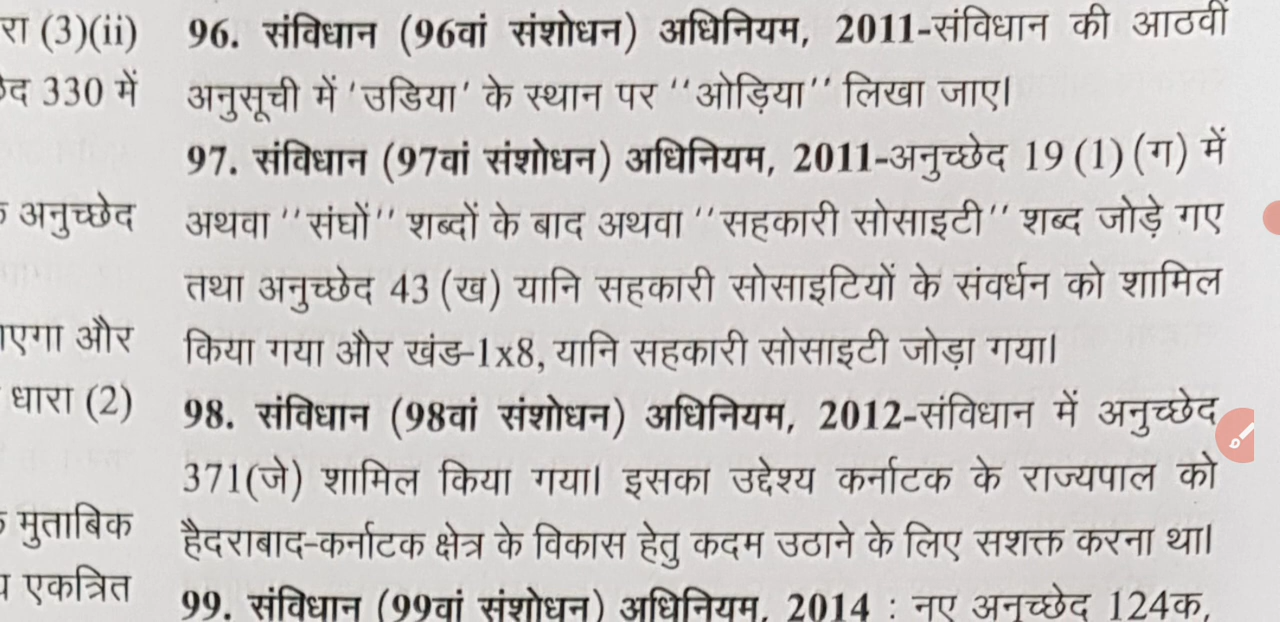 रा (3)(ii)
द 330 में
अनुच्छेद
एगा और
धारा (2)
मुताबिक
एकत्रित
96. संविधान (96वां संशोधन) अधिनियम, 2011-संविधान की आठवीं
अनुसूची में 'उडिया' के स्थान पर ''ओड़िया'' लिखा जाए।
97. संविधान (97वां संशोधन) अधिनियम, 2011-अनुच्छेद 19 (1) (ग) में
अथवा ''संघों'' शब्दों के बाद अथवा ''सहकारी सोसाइटी'' शब्द जोड़े गए
तथा अनुच्छेद 43 (ख) यानि सहकारी सोसाइटियों के संवर्धन को शामिल
किया गया और खंड-1x8, यानि सहकारी सोसाइटी जोड़ा गया।
98. संविधान (98वां संशोधन) अधिनियम, 2012-संविधान में अनुच्छेद
371(जे) शामिल किया गया। इसका उद्देश्य कर्नाटक के राज्यपाल को
हैदराबाद-कर्नाटक क्षेत्र के विकास हेतु कदम उठाने के लिए सशक्त करना था।
99. संविधान (99वां संशोधन) अधिनियम, 2014 : नए अनुच्छेद 124क,